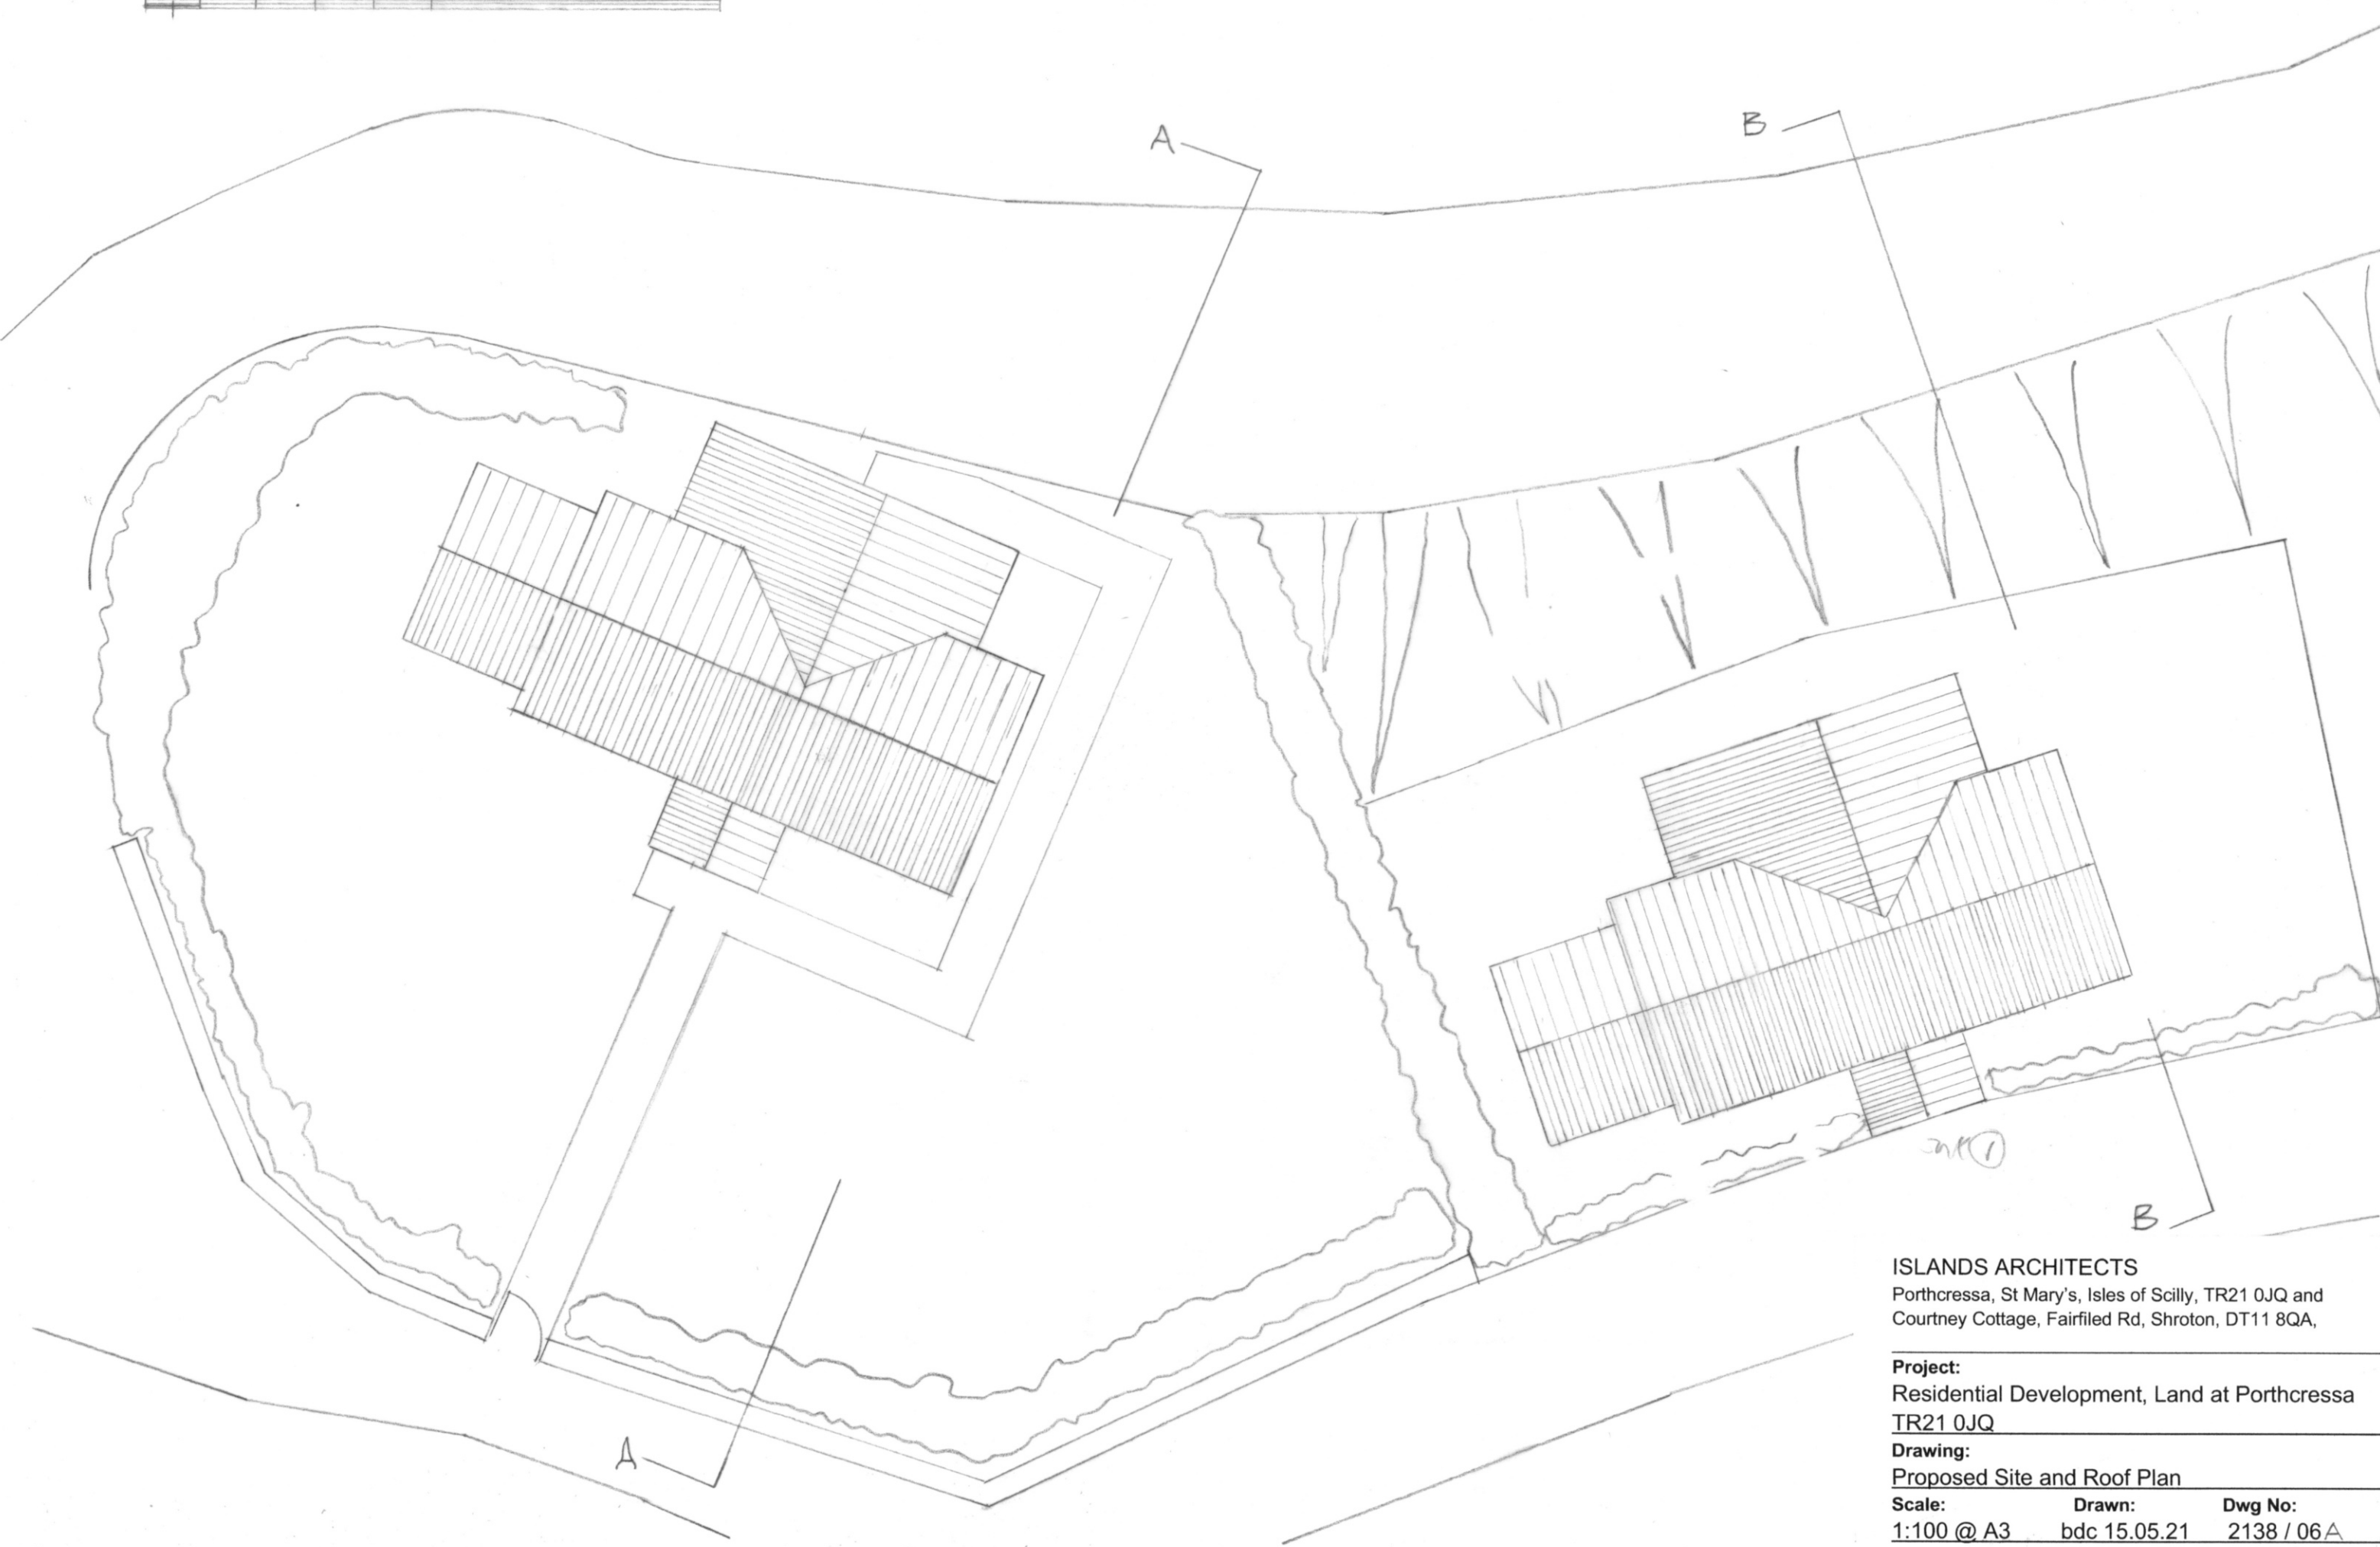 A
B
A
B
ISLANDS ARCHITECTS
Porthcressa, St Mary's, Isles of Scilly, TR21 0JQ and
Courtney Cottage, Fairfiled Rd, Shroton, DT11 8QA,
Project:
Residential Development, Land at Porthcressa
TR21 0JQ
Drawing:
Proposed Site and Roof Plan
Scale: Drawn: Dwg No:
1:100 @ A3 bdc 15.05.21 2138 / 06 A